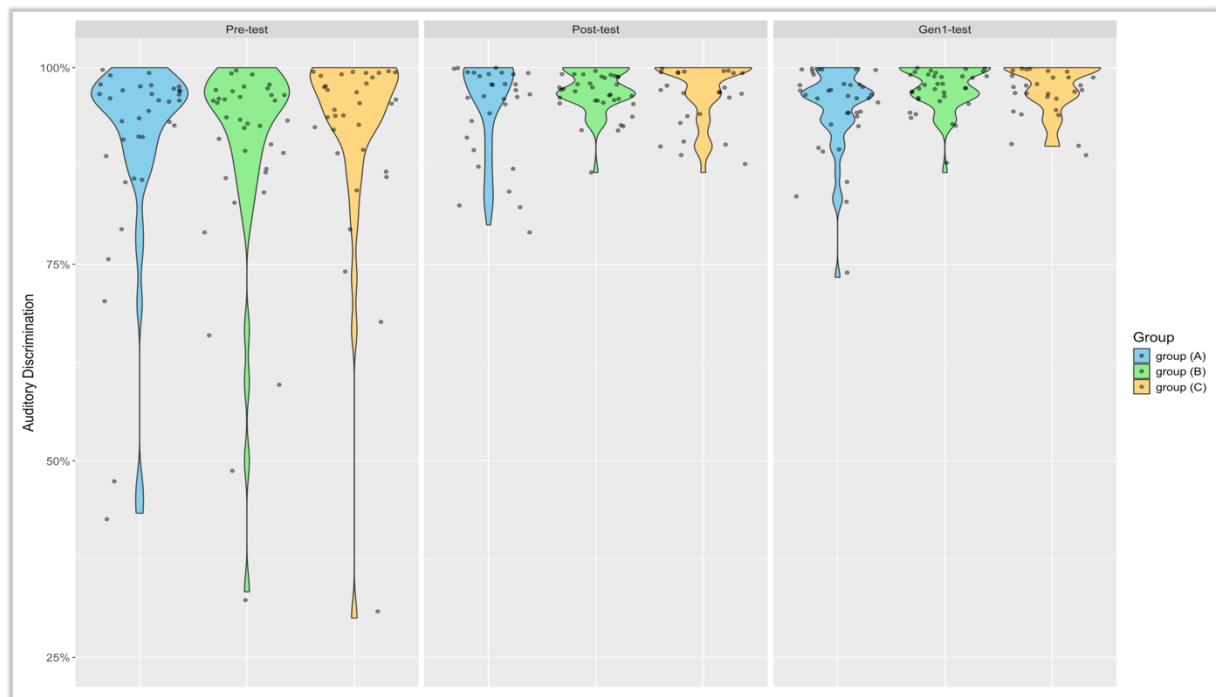 Pre-test
Post-test
Gen1-test
100%
75%
50%
25%
Auditory Discrimination
Group
group (A)
group (B)
group (C)